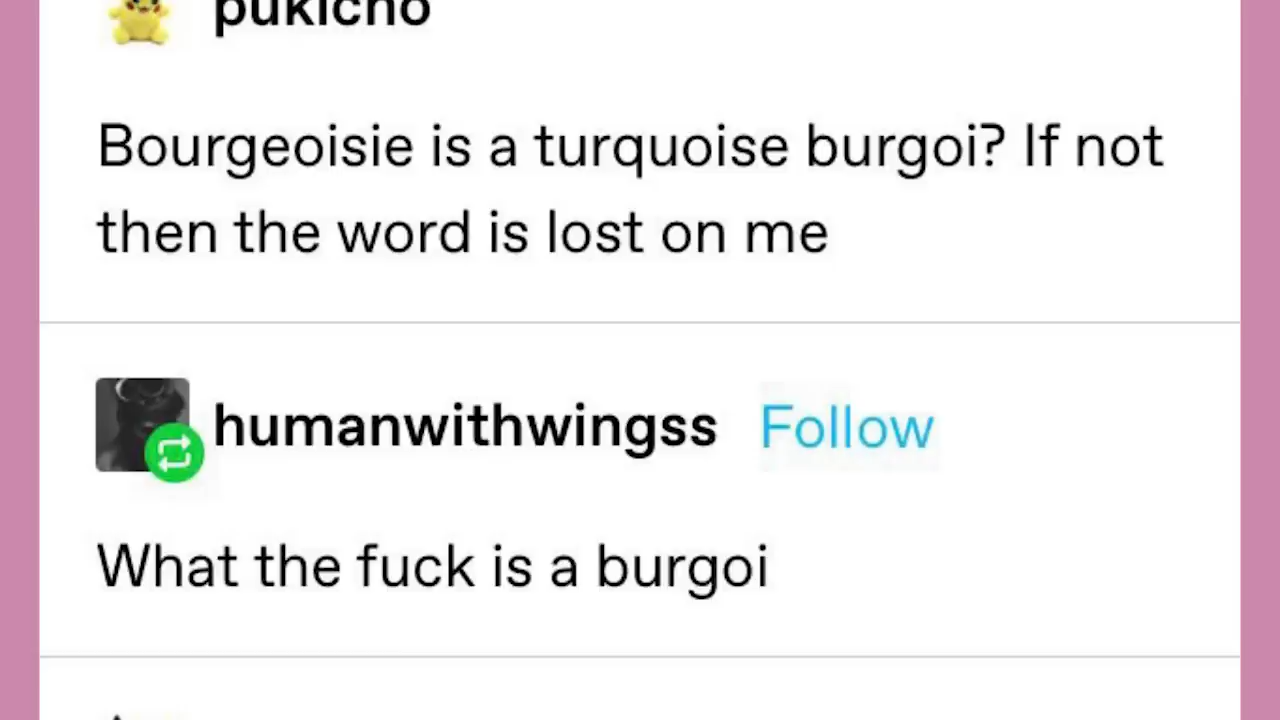 pukicho
Bourgeoisie is a turquoise burgoi? If not
then the word is lost on me
humanwithwingss Follow
What the fuck is a burgoi